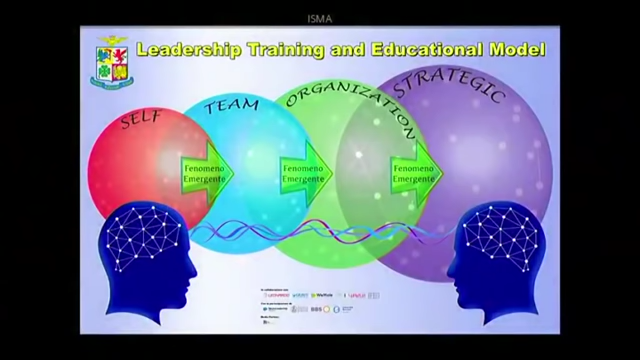 ISMA
Leadership Training and Educational Model
SELF
TEAM
ORGANIZATION
STRATEGIC
Fenomeno
Emergente
Fenomeno
Emergente
Fenomeno
Emergente